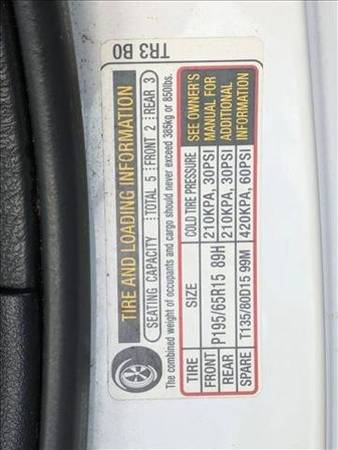 TR3 B0
TIRE AND LOADING INFORMATION
SEATING CAPACITY TOTAL 5 FRONT 2 REAR 3
The combined weight of occupants and cargo should never exceed 385kg or 850lbs.
TIRE SIZE COLD TIRE PRESSURE
FRONT P195/65R15 89H 210KPA, 30PSI
REAR 210KPA, 30PSI
SPARE T135/60D15 99M 420KPA, 60PSI
SEE OWNER'S
MANUAL FOR
ADDITIONAL
INFORMATION